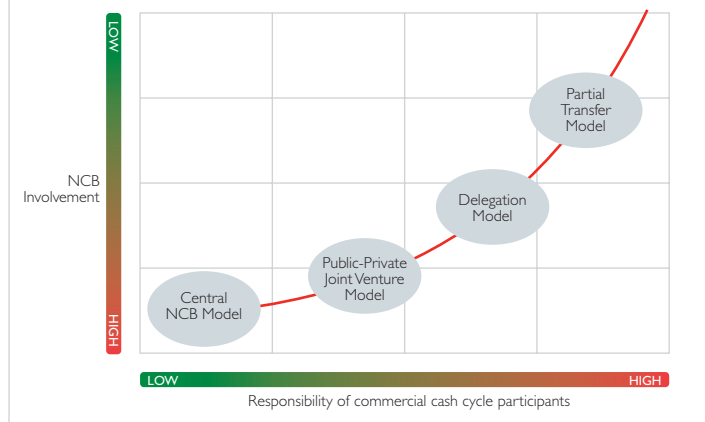 LOW
Partial
Transfer
Model
NCB
Involvement
Delegation
Model
Public-Private
Joint Venture
Model
Central
NCB Model
HIGH
LOW
HIGH
Responsibility of commercial cash cycle participants